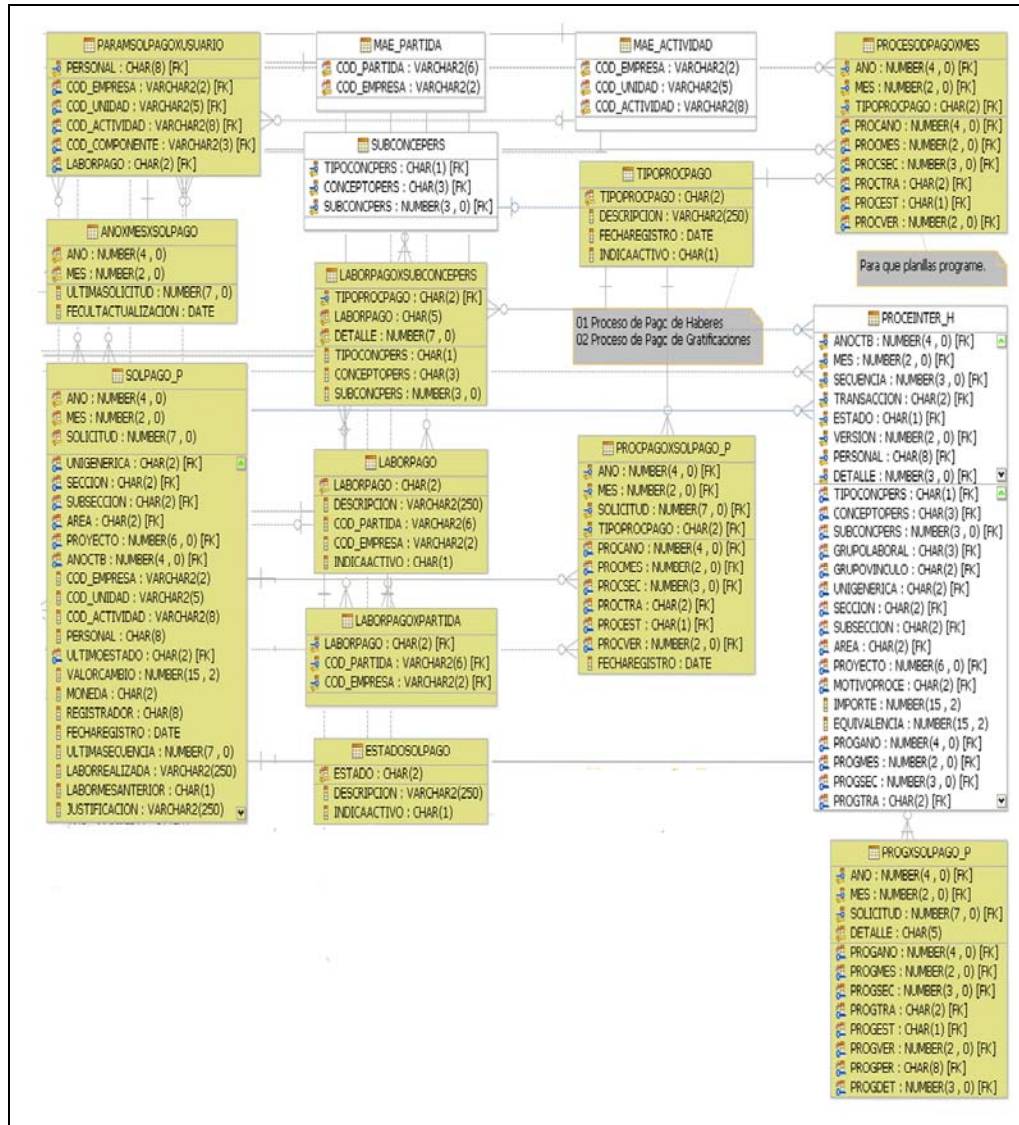 PARAMSOLPAGOXUSUARIO
PERSONAL : CHAR(8) [FK]
COD_EMPRESA : VARCHAR2(2) [FK]
COD_UNIDAD : VARCHAR2(5) [FK]
COD_ACTIVIDAD : VARCHAR2(8) [FK]
COD_COMPONENTE : VARCHAR2(3) [FK]
LABORPAGO : CHAR(2) [FK]
MAE_PARTIDA
COD_PARTIDA : VARCHAR2(6)
COD_EMPRESA : VARCHAR2(2)
MAE_ACTIVIDAD
COD_EMPRESA : VARCHAR2(2)
COD_UNIDAD : VARCHAR2(5)
COD_ACTIVIDAD : VARCHAR2(8)
PROCESODPAGOXMES
ANO : NUMBER(4 , 0) [FK]
MES : NUMBER(2 , 0) [FK]
TIPOPROCPAGO : CHAR(2) [FK]
PROCANO : NUMBER(4 , 0) [FK]
PROCMES : NUMBER(2 , 0) [FK]
PROCSEC : NUMBER(3 , 0) [FK]
PROCTRA : CHAR(2) [FK]
PROCEST : CHAR(1) [FK]
PROCVER : NUMBER(2 , 0) [FK]
SUBCONCEPERS
TIPOCONCPERS : CHAR(1) [FK]
CONCEPTOPERS : CHAR(3) [FK]
SUBCONCPERS : NUMBER(3 , 0) [FK]
TIPOPROCPAGO
TIPOPROCPAGO : CHAR(2)
DESCRIPCION : VARCHAR2(250)
FECHAREGISTRO : DATE
INDICAACTIVO : CHAR(1)
ANOXMESXSOLPAGO
ANO : NUMBER(4 , 0)
MES : NUMBER(2 , 0)
ULTIMASOLICITUD : NUMBER(7 , 0)
FECULTACTUALIZACION : DATE
LABORPAGOXSUBCONCEPERS
TIPOPROCPAGO : CHAR(2) [FK]
LABORPAGO : CHAR(5)
DETALLE : NUMBER(7 , 0)
TIPOCONCPERS : CHAR(1)
CONCEPTOPERS : CHAR(3)
SUBCONCPERS : NUMBER(3 , 0)
Para que planillas programe.
01 Proceso de Pago de Haberes
02 Proceso de Pago de Gratificaciones
PROCEINTER_H
ANOCTB : NUMBER(4 , 0) [FK]
MES : NUMBER(2 , 0) [FK]
SECUENCIA : NUMBER(3 , 0) [FK]
TRANSACCION : CHAR(2) [FK]
ESTADO : CHAR(1) [FK]
VERSION : NUMBER(2 , 0) [FK]
PERSONAL : CHAR(8) [FK]
DETALLE : NUMBER(3 , 0) [FK]
TIPOCONCPERS : CHAR(1) [FK]
CONCEPTOPERS : CHAR(3) [FK]
SUBCONCPERS : NUMBER(3 , 0) [FK]
GRUPOLABORAL : CHAR(3) [FK]
GRUPOVINCULO : CHAR(2) [FK]
UNIGENERICA : CHAR(2) [FK]
SECCION : CHAR(2) [FK]
SUBSECCION : CHAR(2) [FK]
AREA : CHAR(2) [FK]
PROYECTO : NUMBER(6 , 0) [FK]
MOTIVOPROCE : CHAR(2) [FK]
IMPORTE : NUMBER(15 , 2)
EQUIVALENCIA : NUMBER(15 , 2)
PROGANO : NUMBER(4 , 0) [FK]
PROGMES : NUMBER(2 , 0) [FK]
PROGSEC : NUMBER(3 , 0) [FK]
PROGTRA : CHAR(2) [FK]
SOLPAGO_P
ANO : NUMBER(4 , 0)
MES : NUMBER(2 , 0)
SOLICITUD : NUMBER(7 , 0)
UNIGENERICA : CHAR(2) [FK]
SECCION : CHAR(2) [FK]
SUBSECCION : CHAR(2) [FK]
AREA : CHAR(2) [FK]
PROYECTO : NUMBER(6 , 0) [FK]
ANOCTB : NUMBER(4 , 0) [FK]
COD_EMPRESA : VARCHAR2(2)
COD_UNIDAD : VARCHAR2(5)
COD_ACTIVIDAD : VARCHAR2(8)
PERSONAL : CHAR(8)
ULTIMOESTADO : CHAR(2) [FK]
VALORCAMBIO : NUMBER(15 , 2)
MONEDA : CHAR(2)
REGISTRADOR : CHAR(8)
FECHAREGISTRO : DATE
ULTIMASECUENCIA : NUMBER(7 , 0)
LABORREALIZADA : VARCHAR2(250)
LABORMESANTERIOR : CHAR(1)
JUSTIFICACION : VARCHAR2(250)
LABORPAGO
LABORPAGO : CHAR(2)
DESCRIPCION : VARCHAR2(250)
COD_PARTIDA : VARCHAR2(6)
COD_EMPRESA : VARCHAR2(2)
INDICAACTIVO : CHAR(1)
PROCPAGOXSOLPAGO_P
ANO : NUMBER(4 , 0) [FK]
MES : NUMBER(2 , 0) [FK]
SOLICITUD : NUMBER(7 , 0) [FK]
TIPOPROCPAGO : CHAR(2) [FK]
PROCANO : NUMBER(4 , 0) [FK]
PROCMES : NUMBER(2 , 0) [FK]
PROCSEC : NUMBER(3 , 0) [FK]
PROCTRA : CHAR(2) [FK]
PROCEST : CHAR(1) [FK]
PROCVER : NUMBER(2 , 0) [FK]
FECHAREGISTRO : DATE
LABORPAGOXPARTIDA
LABORPAGO : CHAR(2) [FK]
COD_PARTIDA : VARCHAR2(6) [FK]
COD_EMPRESA : VARCHAR2(2) [FK]
ESTADOSOLPAGO
ESTADO : CHAR(2)
DESCRIPCION : VARCHAR2(250)
INDICAACTIVO : CHAR(1)
PROGXSOLPAGO_P
ANO : NUMBER(4 , 0) [FK]
MES : NUMBER(2 , 0) [FK]
SOLICITUD : NUMBER(7 , 0) [FK]
DETALLE : CHAR(5)
PROGANO : NUMBER(4 , 0) [FK]
PROGMES : NUMBER(2 , 0) [FK]
PROGSEC : NUMBER(3 , 0) [FK]
PROGTRA : CHAR(2) [FK]
PROGEST : CHAR(1) [FK]
PROGVER : NUMBER(2 , 0) [FK]
PROGPER : CHAR(8) [FK]
PROGDET : NUMBER(3 , 0) [FK]